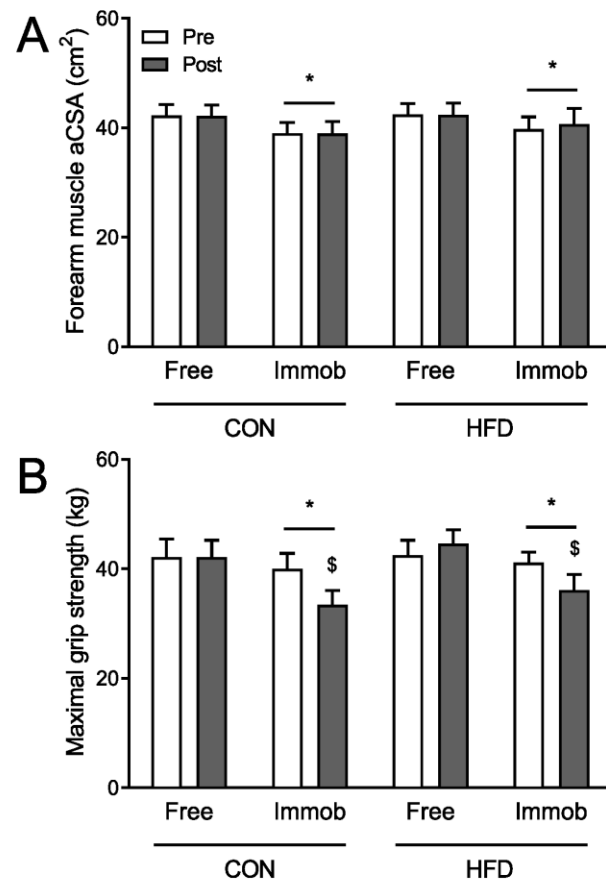 A
Forearm muscle aCSA (cm²)
60
40
20
0
Pre
Post
*
*
Free
Immob
Free
Immob
CON
HFD
B
Maximal grip strength (kg)
60
40
20
0
*
$
*
$
Free
Immob
Free
Immob
CON
HFD